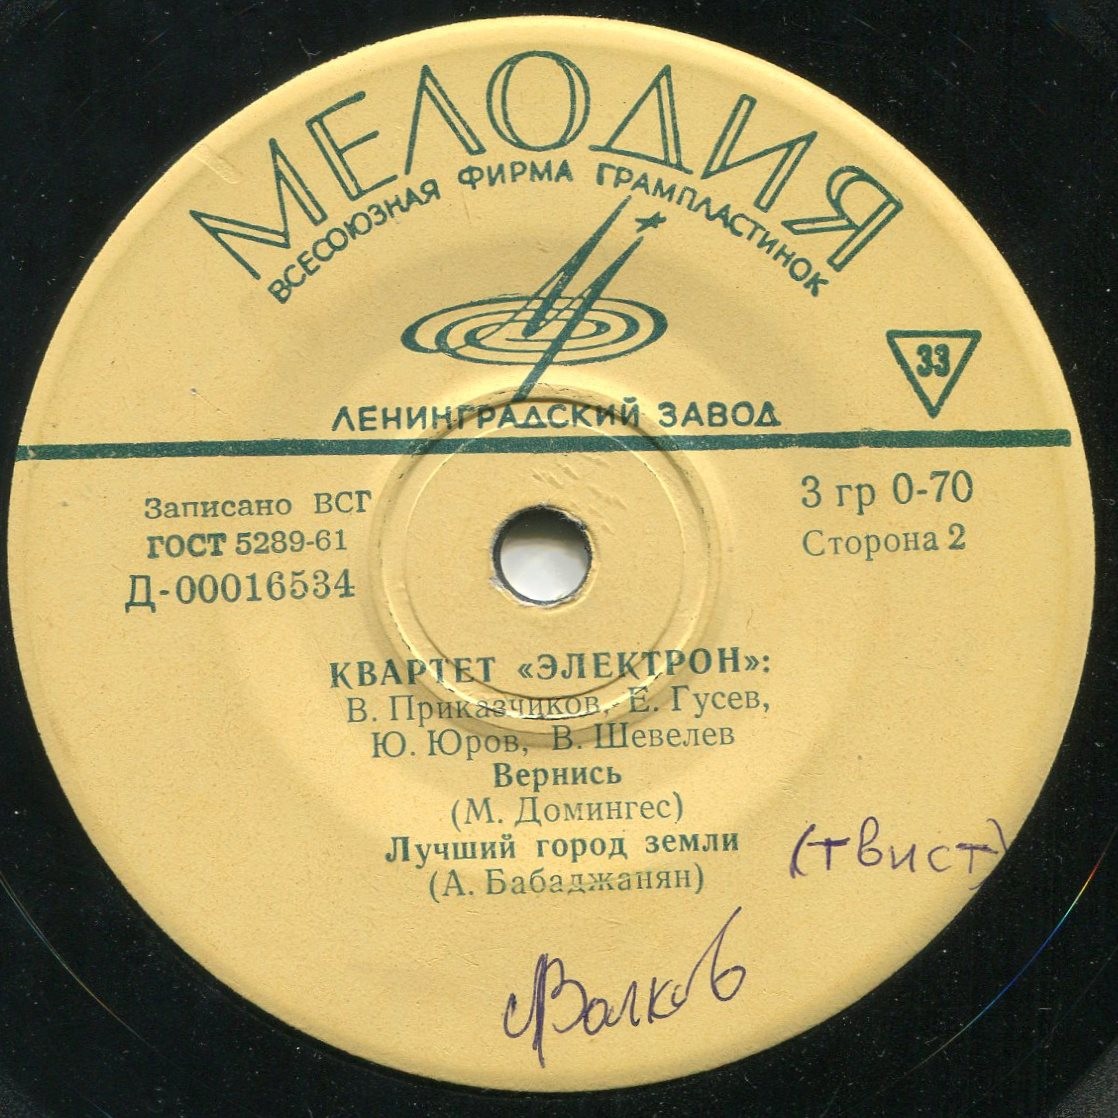 МЕЛОДИЯ
ВСЕСОЮЗНАЯ ФИРМА ГРАМПЛАСТИНОК
33
ЛЕНИНГРАДСКИЙ ЗАВОД
Записано ВСГ
ГОСТ 5289-61
Д-00016534
3 гр 0-70
Сторона 2
КВАРТЕТ «ЭЛЕКТРОН»:
В. Приказчиков, Е. Гусев,
Ю. Юров, В. Шевелев
Вернись
(М. Домингес)
Лучший город земли (твист)
(А. Бабаджанян)
Волков